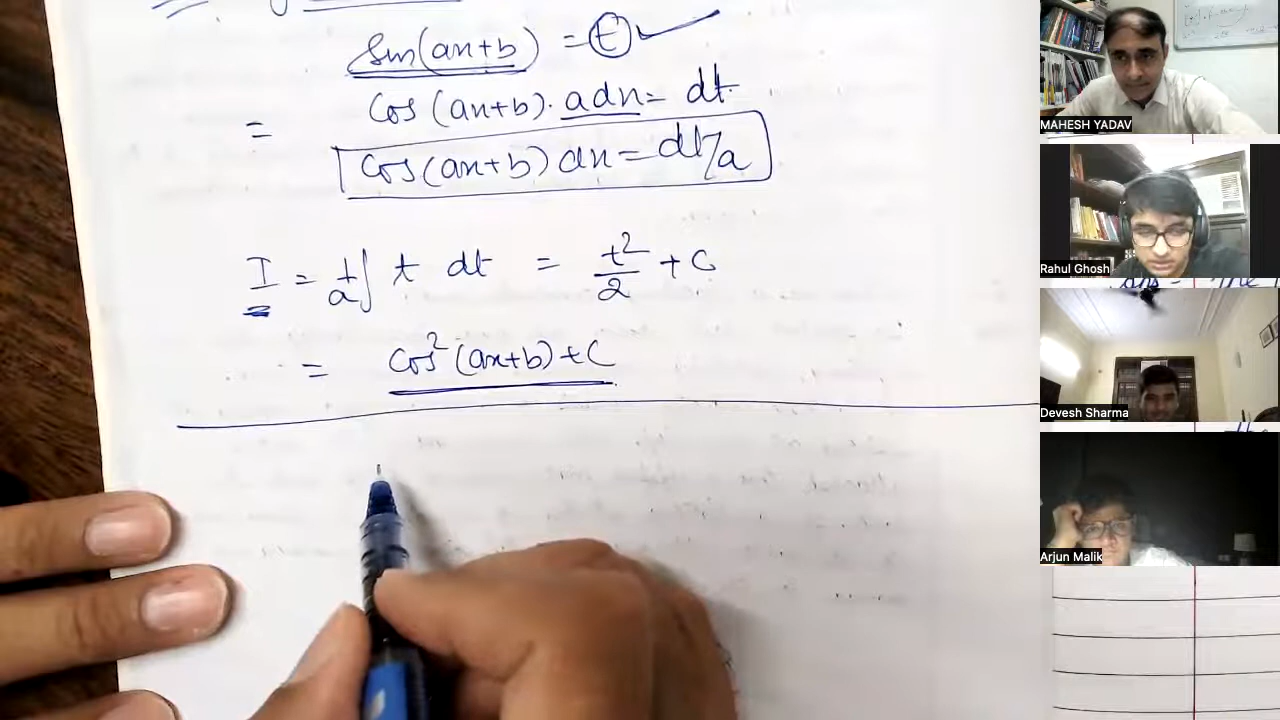 sin(ax+b) = t
= cos(ax+b). adx = dt
cos(ax+b) dx = dt/a
I = 1/a ∫ t dt = t²/2 + C
= cos²(ax+b)+C
MAHESH YADAV
Rahul Ghosh
Devesh Sharma
Arjun Malik